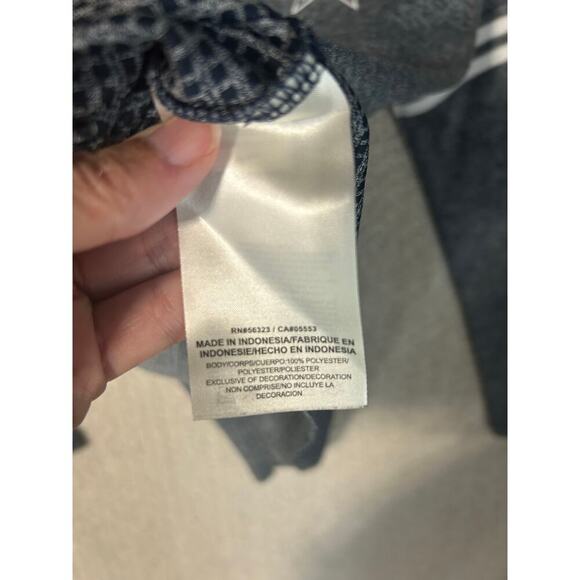 RN#56323 / CA#05553
MADE IN INDONESIA/FABRIQUE EN
INDONESIE/HECHO EN INDONESIA
BODY/CORPS/CUERPO:100% POLYESTER/
POLYESTER/POLIESTER
EXCLUSIVE OF DECORATION/DECORATION
NON COMPRISE/NO INCLUYE LA
DECORACION